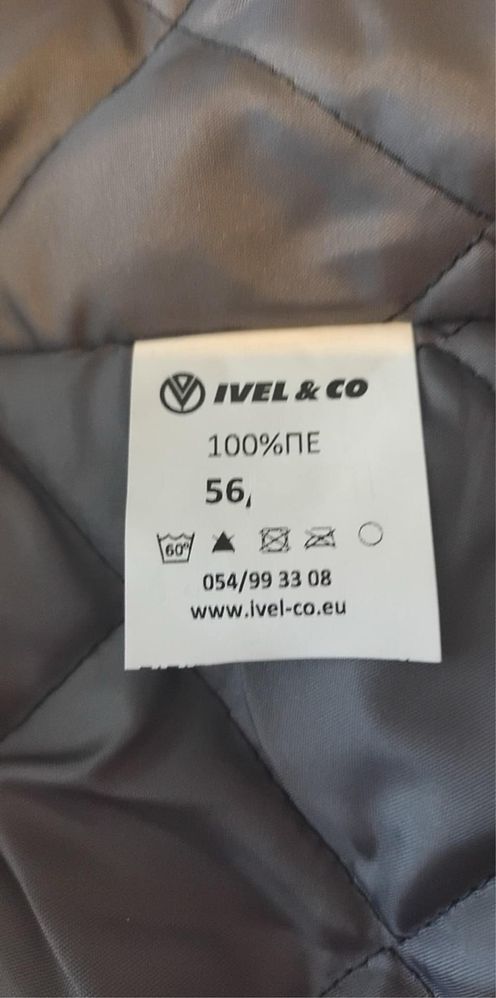 IVEL & CO
100%ПЕ
56,
60°
054/99 33 08
www.ivel-co.eu